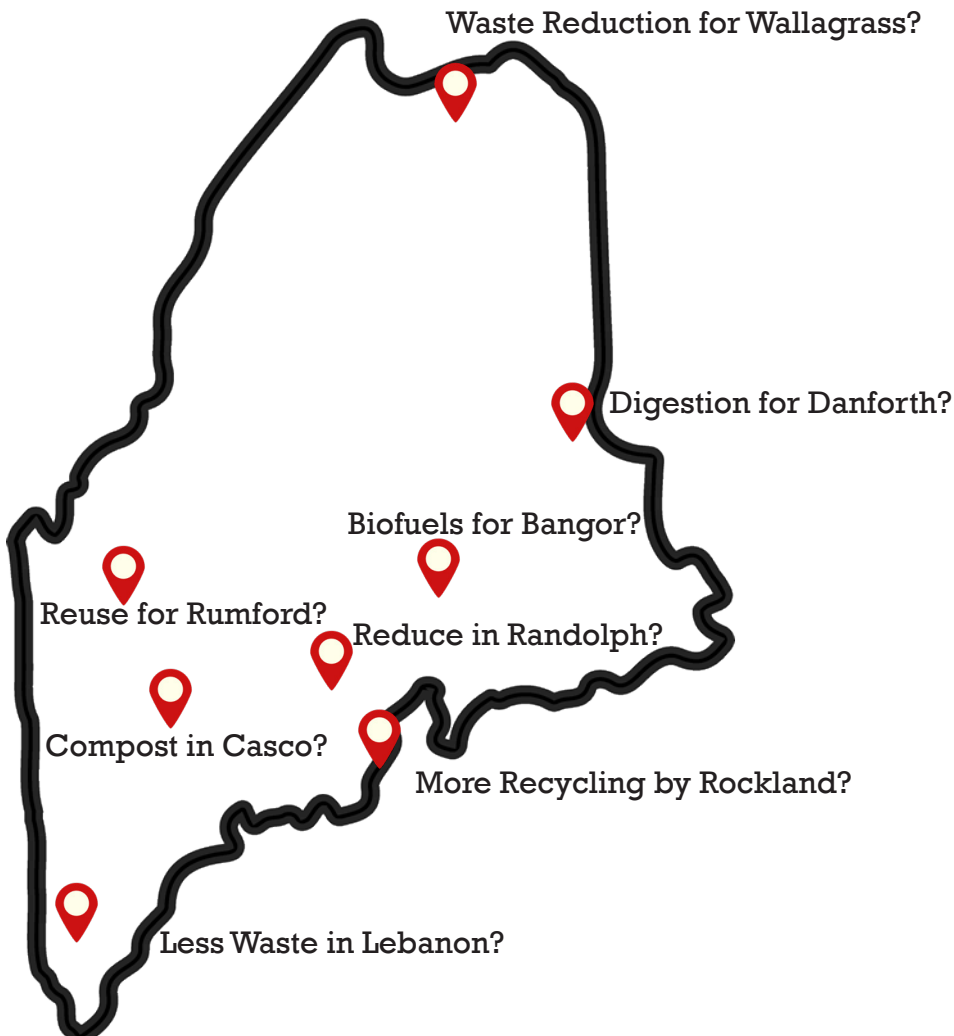 Waste Reduction for Wallagrass?
Digestion for Danforth?
Biofuels for Bangor?
Reuse for Rumford?
Reduce in Randolph?
Compost in Casco?
More Recycling by Rockland?
Less Waste in Lebanon?